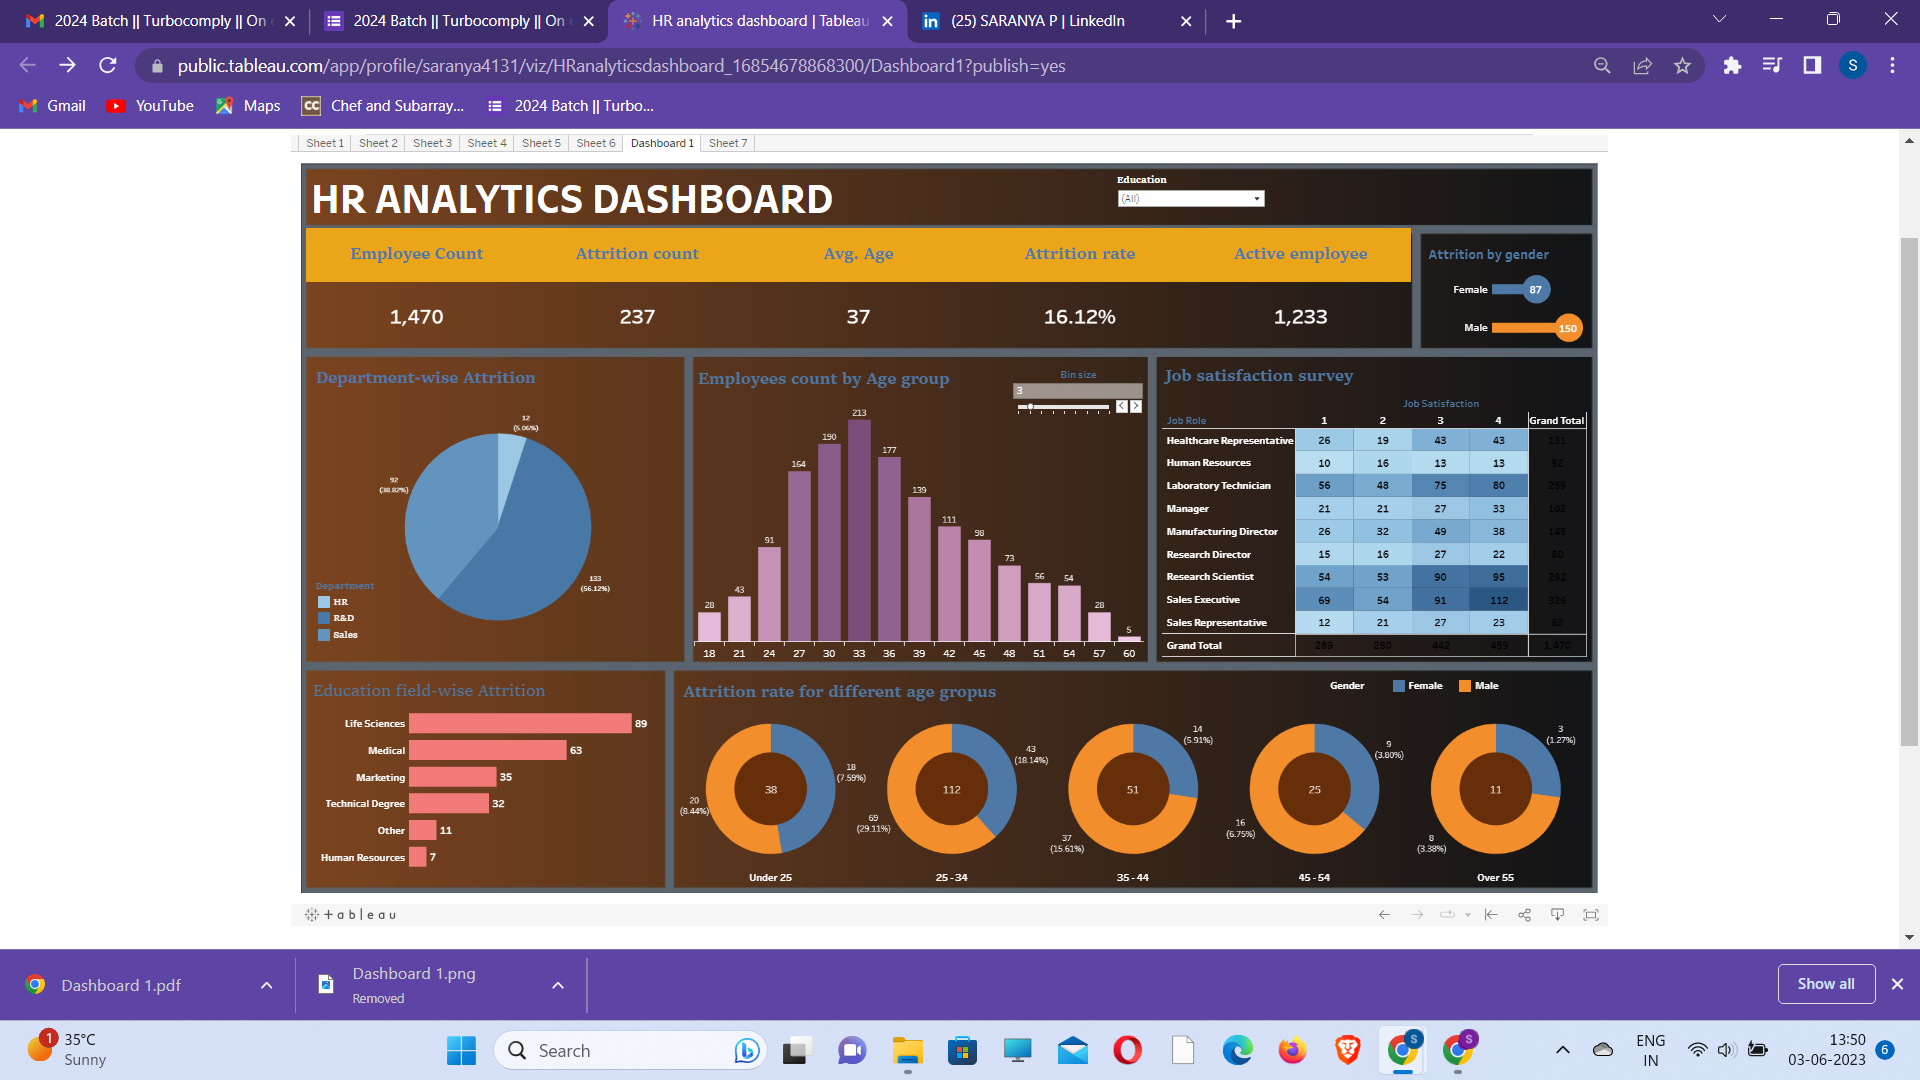 2024 Batch || Turbocomply || On
2024 Batch || Turbocomply || On
HR analytics dashboard | Tableau
(25) SARANYA P | LinkedIn
public.tableau.com/app/profile/saranya4131/viz/HRanalyticsdashboard_16854678868300/Dashboard1?publish=yes
S
Gmail YouTube Maps CC Chef and Subarray... 2024 Batch || Turbo...
Sheet 1 Sheet 2 Sheet 3 Sheet 4 Sheet 5 Sheet 6 Dashboard 1 Sheet 7
HR ANALYTICS DASHBOARD
Education
(All)
Employee Count Attrition count Avg. Age Attrition rate Active employee
1,470 237 37 16.12% 1,233
Attrition by gender
Female 87
Male 150
Department-wise Attrition
12
(5.06%)
92
(38.82%)
133
(56.12%)
Department
HR
R&D
Sales
Employees count by Age group
Bin size
3
28 43 91 164 190 213 177 139 111 98 73 56 54 28 5
18 21 24 27 30 33 36 39 42 45 48 51 54 57 60
Job satisfaction survey
Job Satisfaction
Job Role 1 2 3 4 Grand Total
Healthcare Representative 26 19 43 43 131
Human Resources 10 16 13 13 52
Laboratory Technician 56 48 75 80 259
Manager 21 21 27 33 102
Manufacturing Director 26 32 49 38 145
Research Director 15 16 27 22 80
Research Scientist 54 53 90 95 292
Sales Executive 69 54 91 112 326
Sales Representative 12 21 27 23 83
Grand Total 289 280 442 459 1,470
Education field-wise Attrition
Life Sciences 89
Medical 63
Marketing 35
Technical Degree 32
Other 11
Human Resources 7
Attrition rate for different age gropus
Gender Female Male
18
(7.59%)
20
(8.44%)
38
Under 25
43
(18.14%)
69
(29.11%)
112
25 - 34
14
(5.91%)
37
(15.61%)
51
35 - 44
9
(3.80%)
16
(6.75%)
25
45 - 54
3
(1.27%)
8
(3.38%)
11
Over 55
+ a b l e a u
Dashboard 1.pdf
Dashboard 1.png
Removed
Show all
1
35°C
Sunny
Search
S
S
ENG
IN
13:50
03-06-2023
6